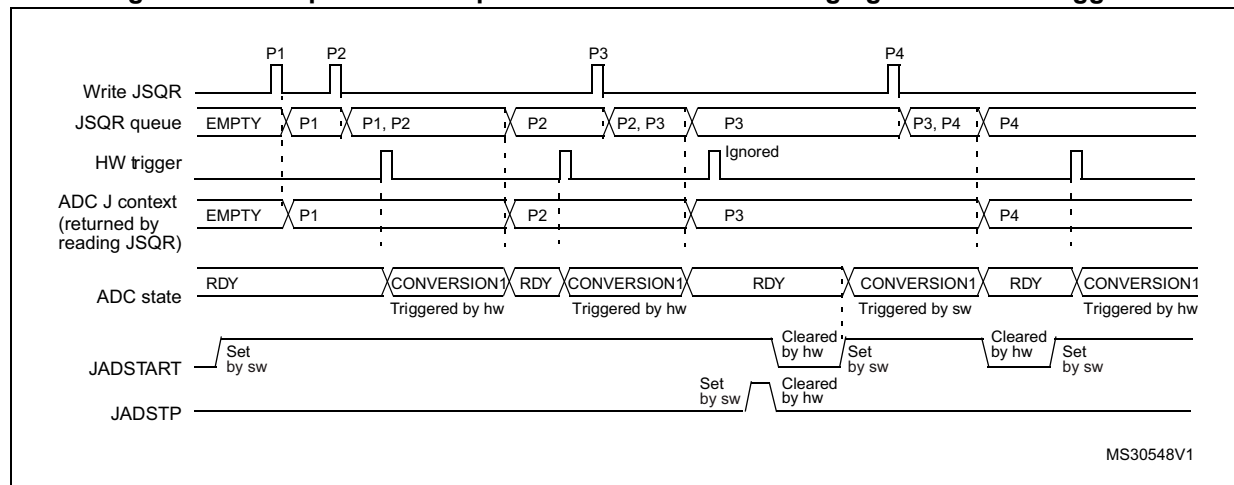 P1 P2 P3 P4
Write JSQR
JSQR queue EMPTY P1 P1, P2 P2 P2, P3 P3 P3, P4 P4
HW trigger Ignored
ADC J context
(returned by
reading JSQR)
EMPTY P1 P2 P3 P4
ADC state RDY CONVERSION1 RDY CONVERSION1 RDY CONVERSION1 RDY CONVERSION1
Triggered by hw Triggered by hw Triggered by sw Triggered by hw
JADSTART
Set
by sw
Cleared
by hw
Set
by sw
Cleared
by hw
Set
by sw
JADSTP
Set
by sw
Cleared
by hw
MS30548V1